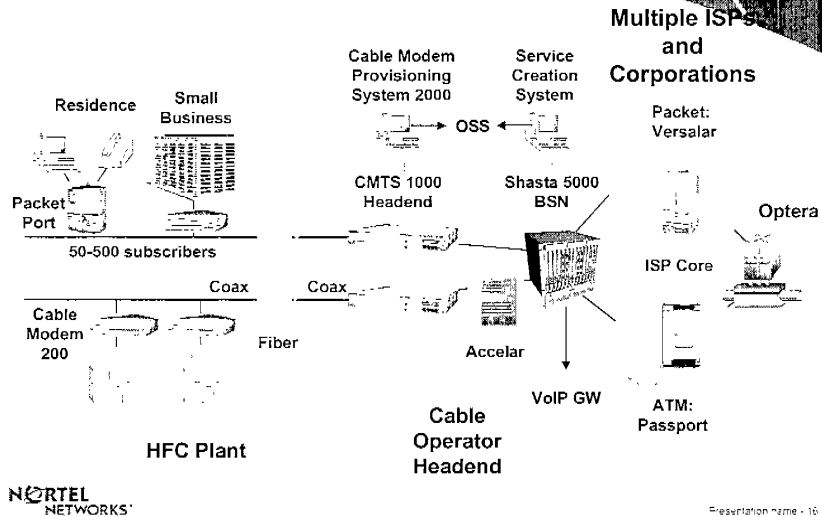 Multiple ISPs
and
Corporations
Cable Modem
Provisioning
System 2000
Service
Creation
System
Residence
Small
Business
OSS
Packet:
Versalar
CMTS 1000
Headend
Shasta 5000
BSN
Packet
Port
Optera
50-500 subscribers
ISP Core
Coax
Coax
Cable
Modem
200
Fiber
Accelar
VoIP GW
ATM:
Passport
Cable
Operator
Headend
HFC Plant
NORTEL
NETWORKS
Presentation name - 16